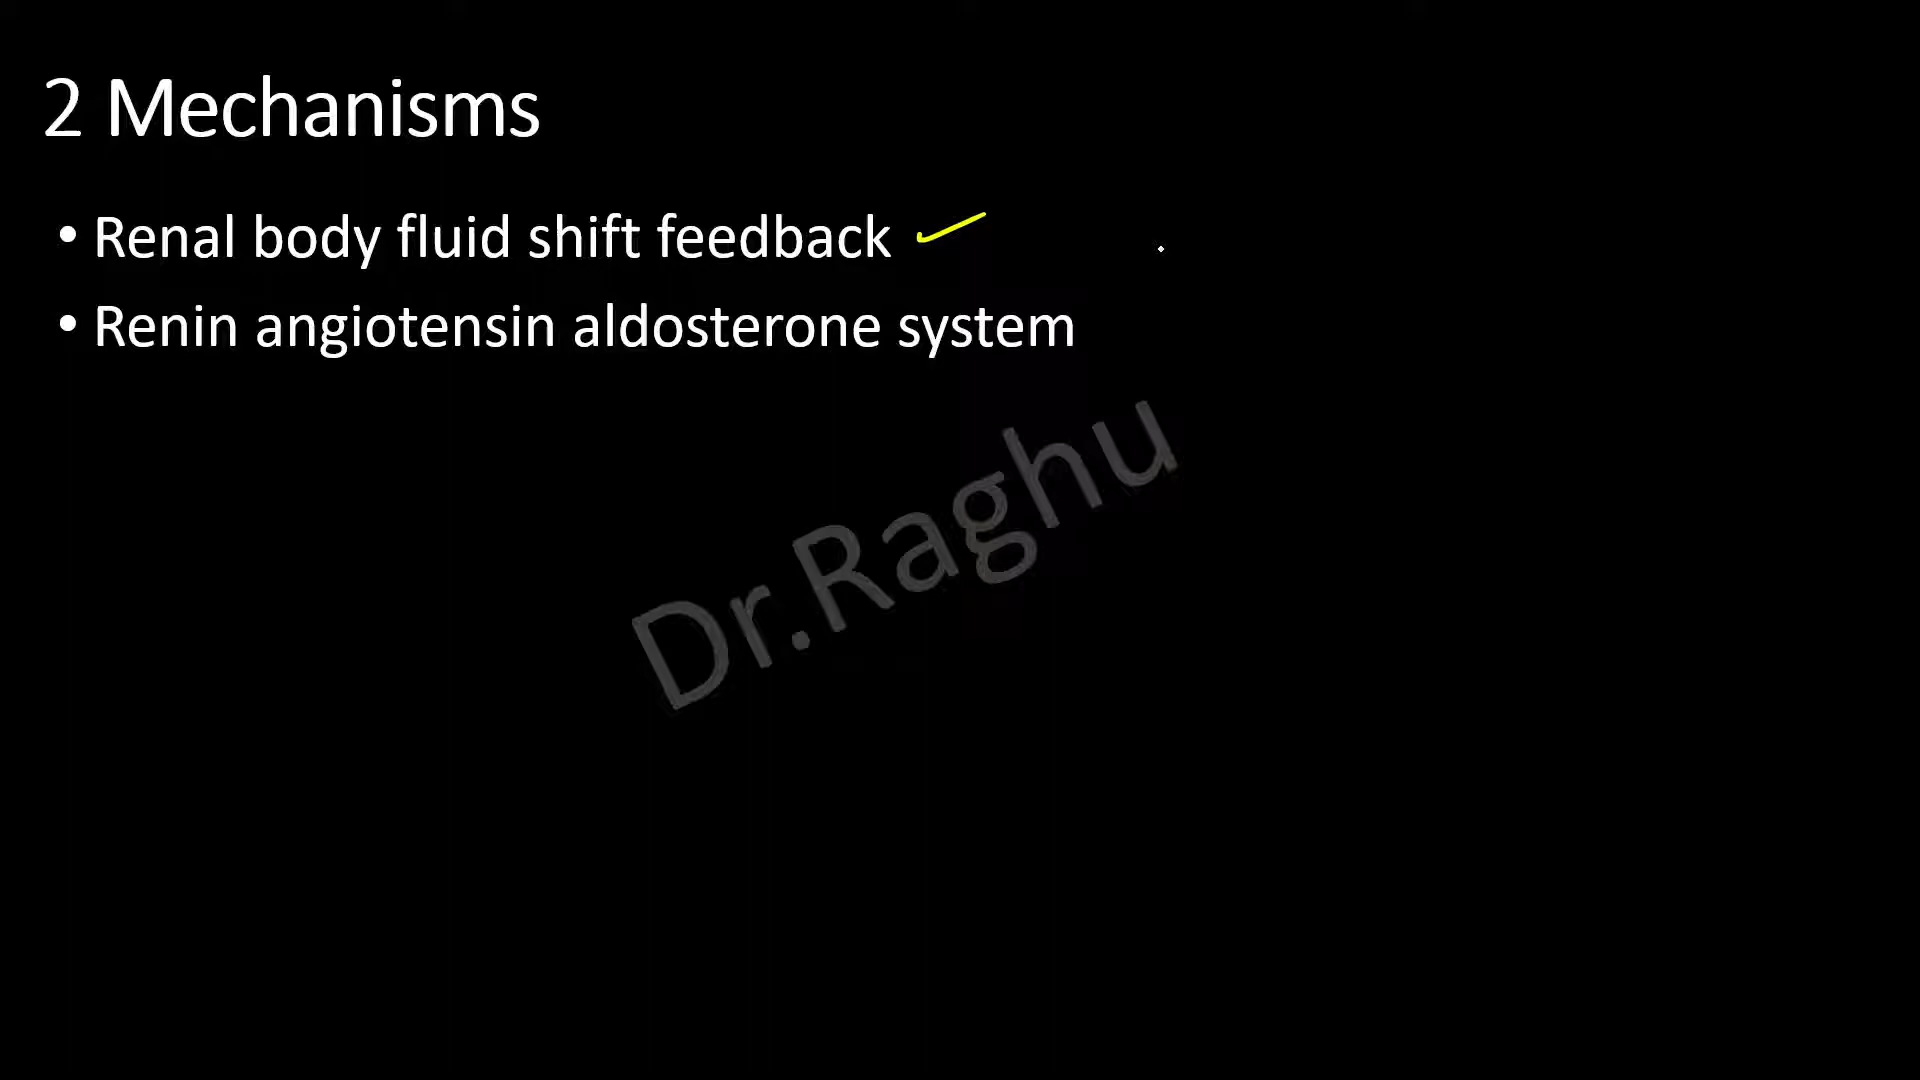 2 Mechanisms
• Renal body fluid shift feedback
• Renin angiotensin aldosterone system
Dr.Raghu